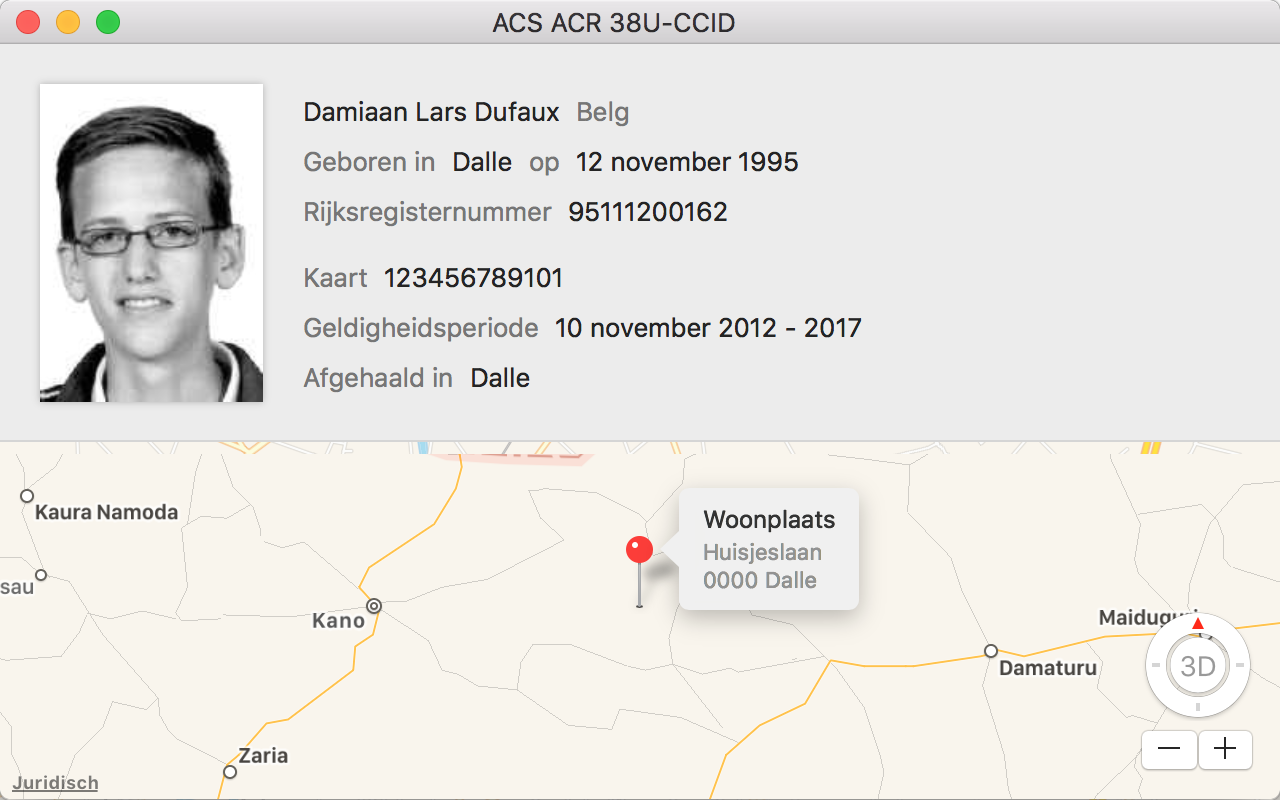 ACS ACR 38U-CCID
Damiaan Lars Dufaux Belg
Geboren in Dalle op 12 november 1995
Rijksregisternummer 95111200162
Kaart 123456789101
Geldigheidsperiode 10 november 2012 - 2017
Afgehaald in Dalle
Kaura Namoda
Woonplaats
Huisjeslaan
0000 Dalle
sau
Kano
Damaturu
3D
Zaria
Juridisch